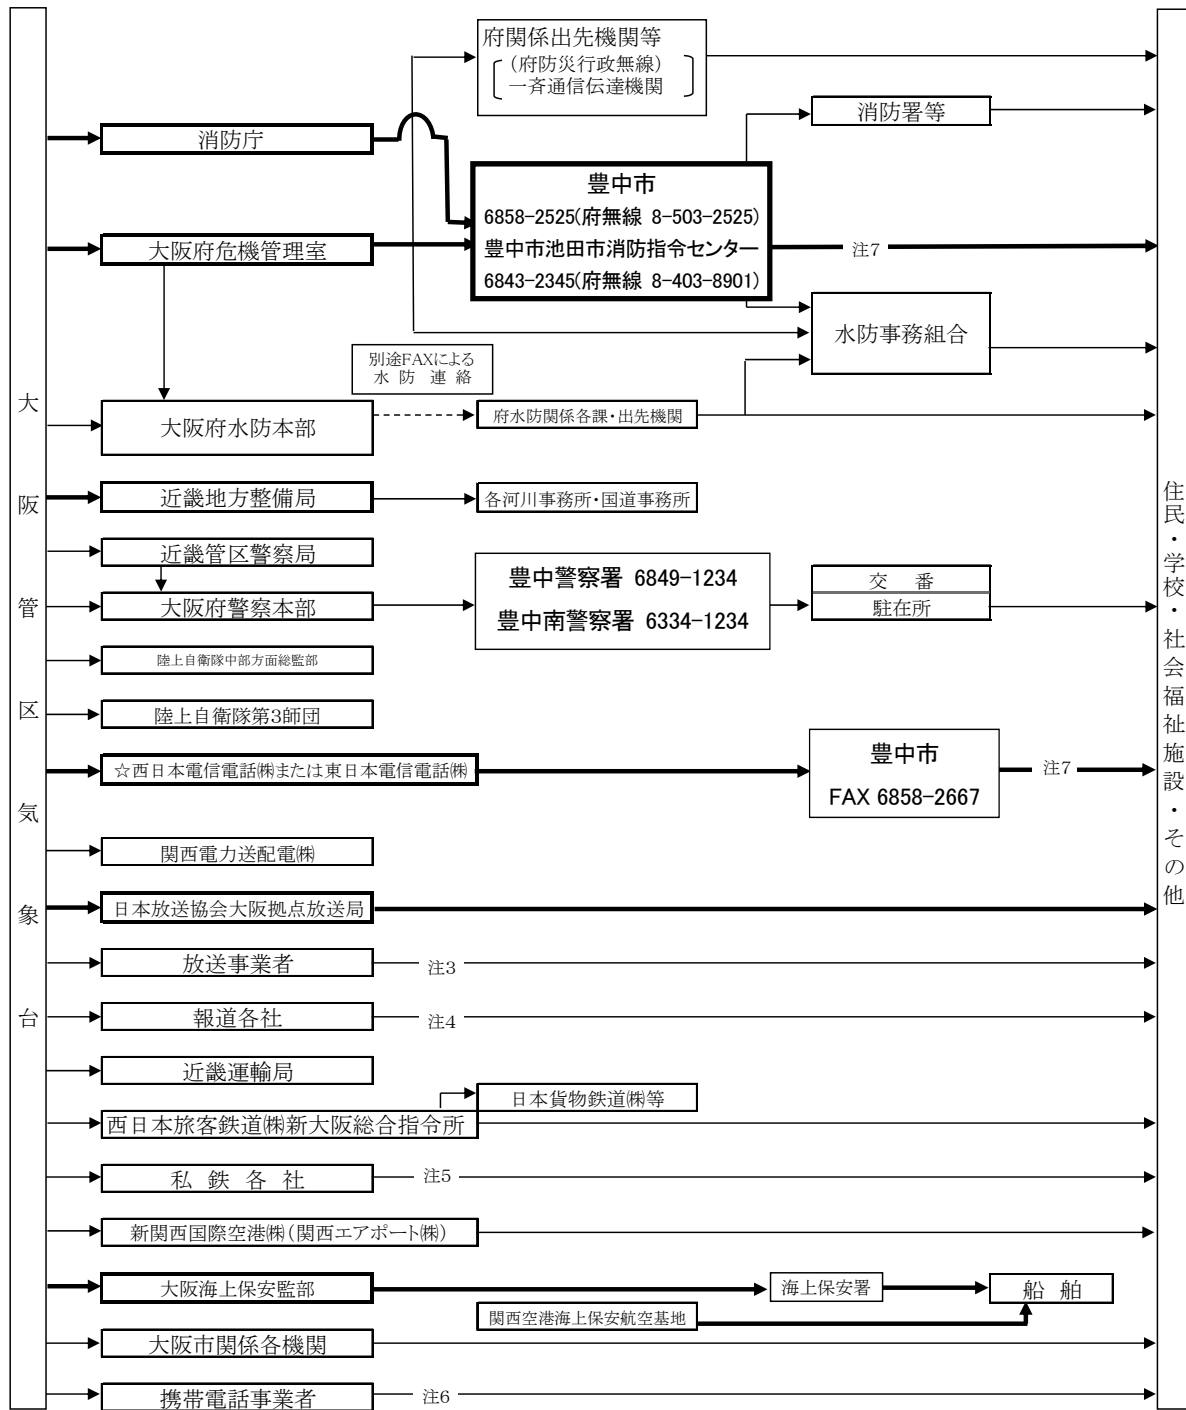 大阪管区気象台
府関係出先機関等
(府防災行政無線)
一斉通信伝達機関
消防署等
消防庁
豊中市
6858-2525(府無線 8-503-2525)
豊中市池田市消防指令センター
6843-2345(府無線 8-403-8901)
大阪府危機管理室
注7
水防事務組合
別途FAXによる
水防連絡
大阪府水防本部
府水防関係各課・出先機関
近畿地方整備局
各河川事務所・国道事務所
近畿管区警察局
大阪府警察本部
豊中警察署 6849-1234
豊中南警察署 6334-1234
交 番
駐在所
陸上自衛隊中部方面総監部
陸上自衛隊第3師団
☆西日本電信電話㈱または東日本電信電話㈱
豊中市
FAX 6858-2667
注7
関西電力送配電㈱
日本放送協会大阪拠点放送局
放送事業者
注3
報道各社
注4
近畿運輸局
日本貨物鉄道㈱等
西日本旅客鉄道㈱新大阪総合指令所
私 鉄 各 社
注5
新関西国際空港㈱(関西エアポート㈱)
大阪海上保安監部
海上保安署
船 舶
関西空港海上保安航空基地
大阪市関係各機関
携帯電話事業者
注6
住民・学校・社会福祉施設・その他